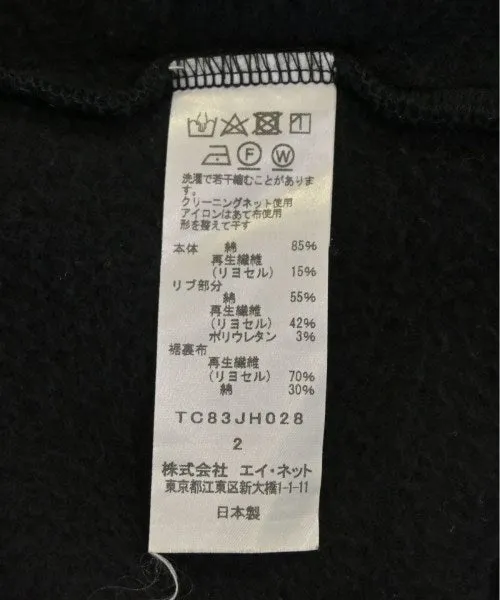 洗濯で若干縮むことがあります。
クリーニングネット使用
アイロンはあて布使用
形を整えて干す
本体 綿 85%
再生繊維
(リヨセル) 15%
リブ部分
綿 55%
再生繊維
(リヨセル) 42%
ポリウレタン 3%
裾裏布
再生繊維
(リヨセル) 70%
綿 30%
TC83JH028
2
株式会社 エイ・ネット
東京都江東区新大橋1-1-11
日本製